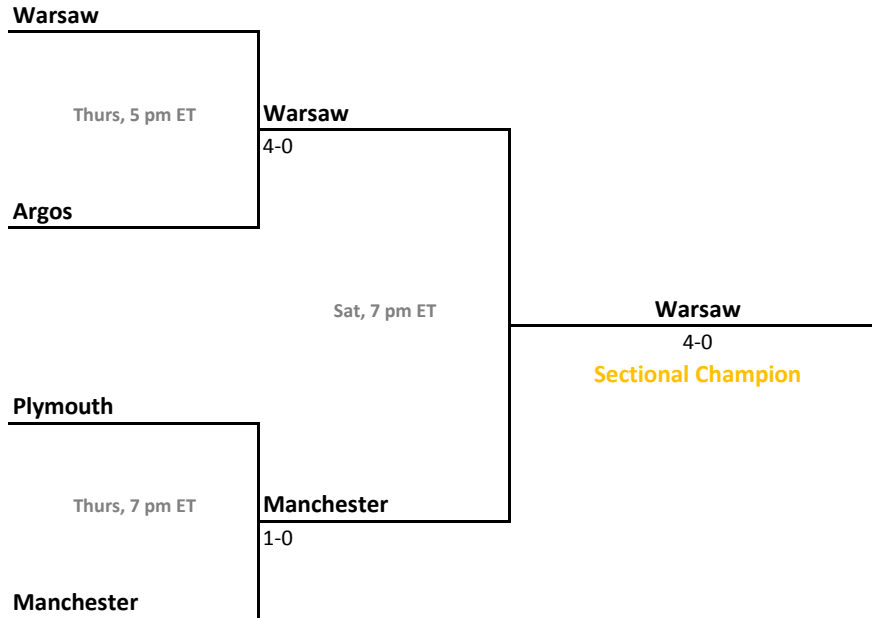 Warsaw
Thurs, 5 pm ET
Warsaw
4-0
Argos
Sat, 7 pm ET
Warsaw
4-0
Sectional Champion
Plymouth
Thurs, 7 pm ET
Manchester
1-0
Manchester